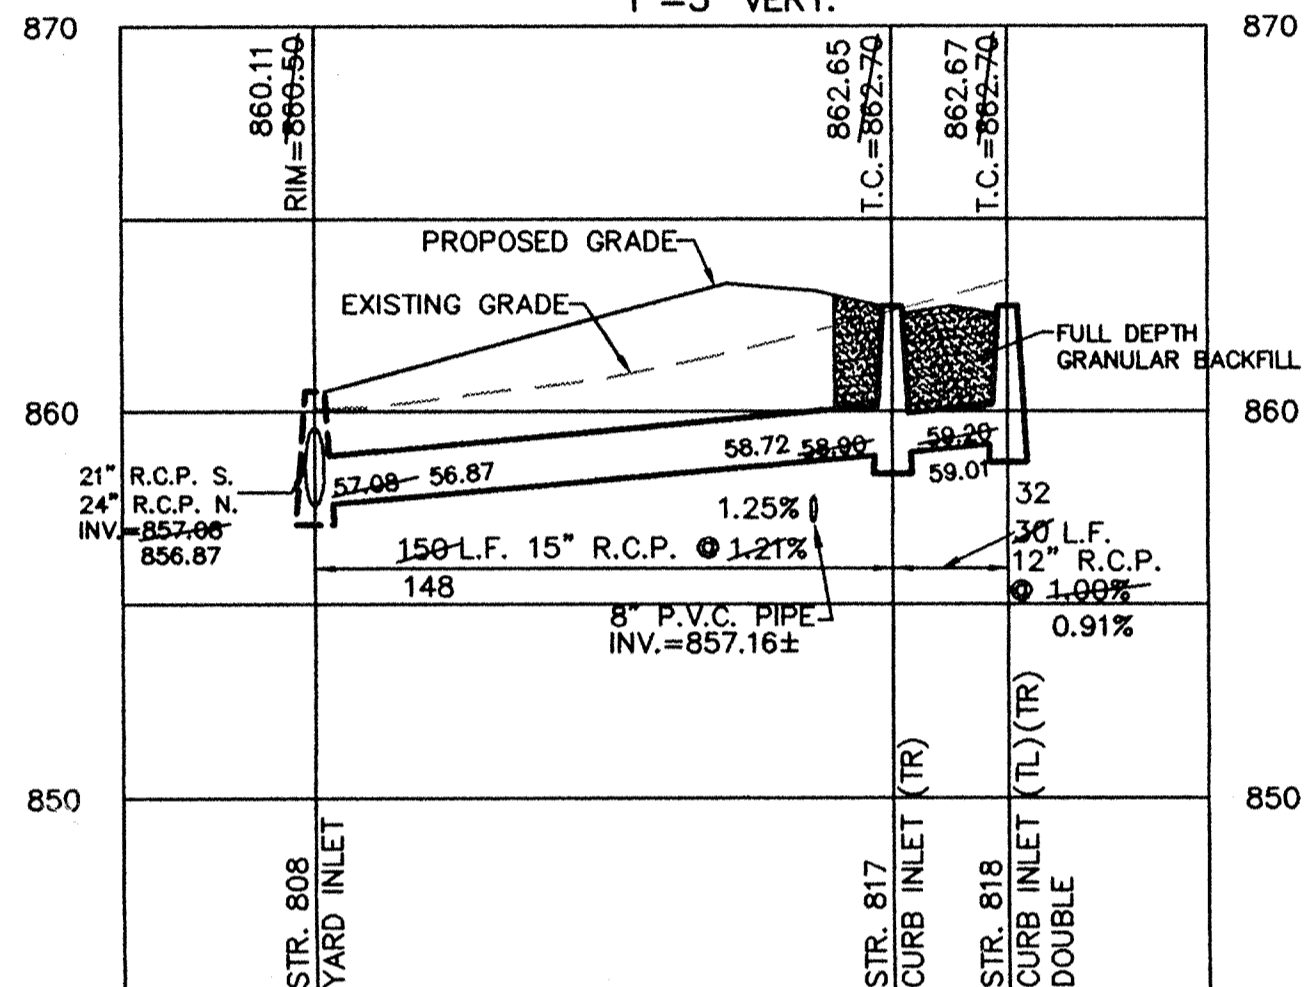 1"=5' VERT.
870
870
860.11
RIM=860.50
862.65
T.C.=862.70
862.67
T.C.=862.70
PROPOSED GRADE
EXISTING GRADE
FULL DEPTH
GRANULAR BACKFILL
860
860
21" R.C.P. S.
24" R.C.P. N.
INV.=857.08
856.87
57.08 56.87
58.72 58.90
59.20
59.01
1.25%
150 L.F. 15" R.C.P. @ 1.21%
148
32
30 L.F.
12" R.C.P.
@ 1.00%
0.91%
8" P.V.C. PIPE
INV.=857.16±
850
850
STR. 808
YARD INLET
STR. 817
CURB INLET (TR)
STR. 818
CURB INLET (TL)(TR)
DOUBLE